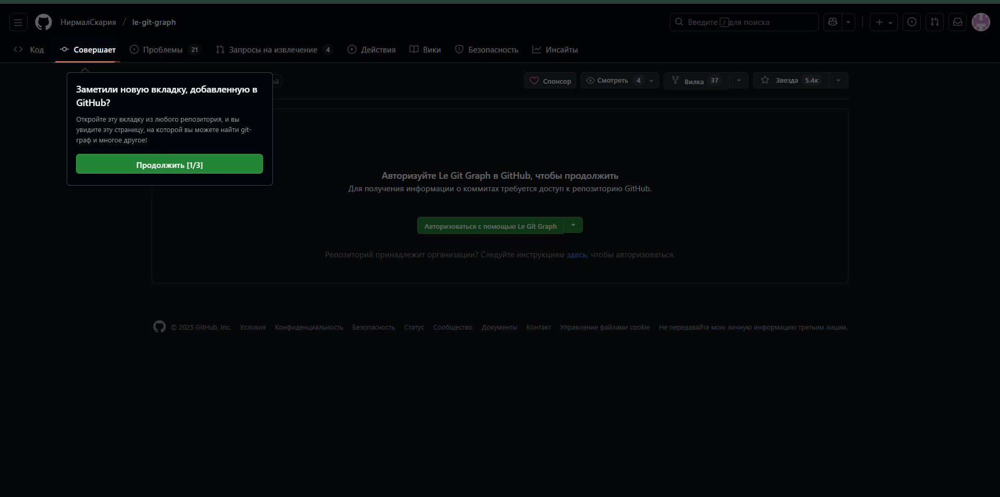 НирмалСкария / le-git-graph
Введите / для поиска
Код
Совершает
Проблемы 21
Запросы на извлечение 4
Действия
Вики
Безопасность
Инсайты
ый
Спонсор
Смотреть 4
Вилка 37
Звезда 5.4к
Заметили новую вкладку, добавленную в
GitHub?
Откройте эту вкладку из любого репозитория, и вы
увидите эту страницу, на которой вы можете найти git-
граф и многое другое!
Продолжить [1/3]
Авторизуйте Le Git Graph в GitHub, чтобы продолжить
Для получения информации о коммитах требуется доступ к репозиторию GitHub.
Авторизоваться с помощью Le Git Graph
Репозиторий принадлежит организации? Следуйте инструкциям здесь, чтобы авторизоваться.
© 2025 GitHub, Inc. Условия Конфиденциальность Безопасность Статус Сообщество Документы Контакт Управление файлами cookie Не передавайте мою личную информацию третьим лицам.